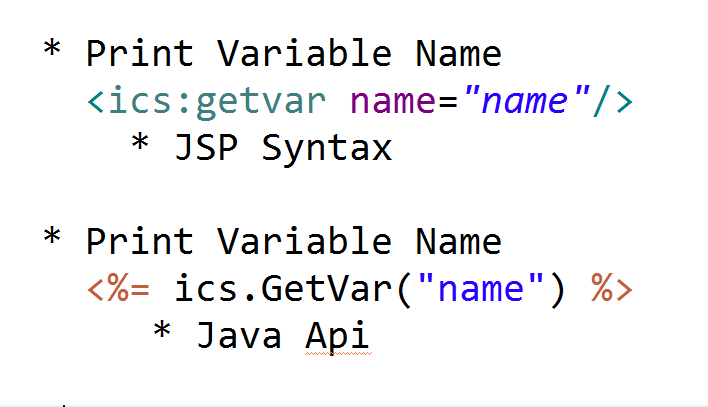 * Print Variable Name
<ics:getvar name="name"/>
* JSP Syntax
* Print Variable Name
<%= ics.GetVar("name") %>
* Java Api